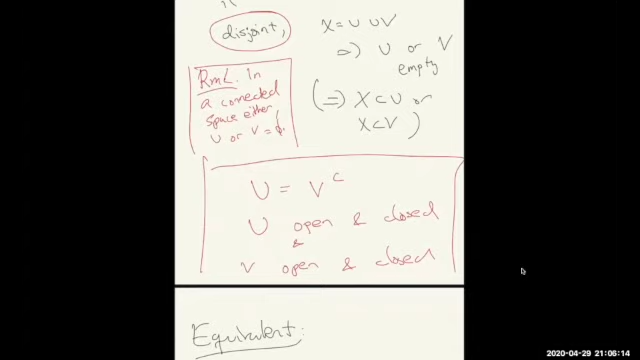 disjoint,
X = U ∪ V
⇒ U or V
empty
(⇒ X ⊂ U or
X ⊂ V )
Rmk. In
a connected
space either
U or V = ϕ.
U = V^c
U open & closed
&
V open & closed
Equivalent:
2020-04-29 21:06:14